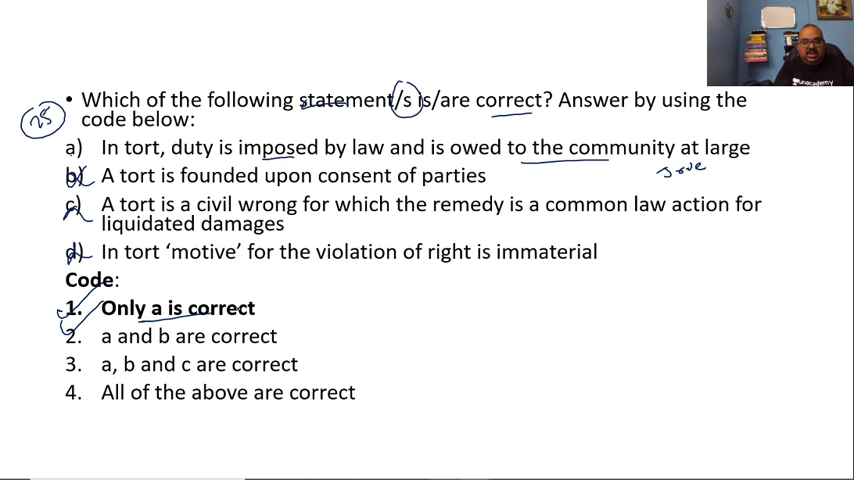 unacademy
• Which of the following statement/s is/are correct? Answer by using the
code below:
25
a) In tort, duty is imposed by law and is owed to the community at large
b) A tort is founded upon consent of parties
c) A tort is a civil wrong for which the remedy is a common law action for
liquidated damages
d) In tort ‘motive’ for the violation of right is immaterial
Code:
1. Only a is correct
2. a and b are correct
3. a, b and c are correct
4. All of the above are correct